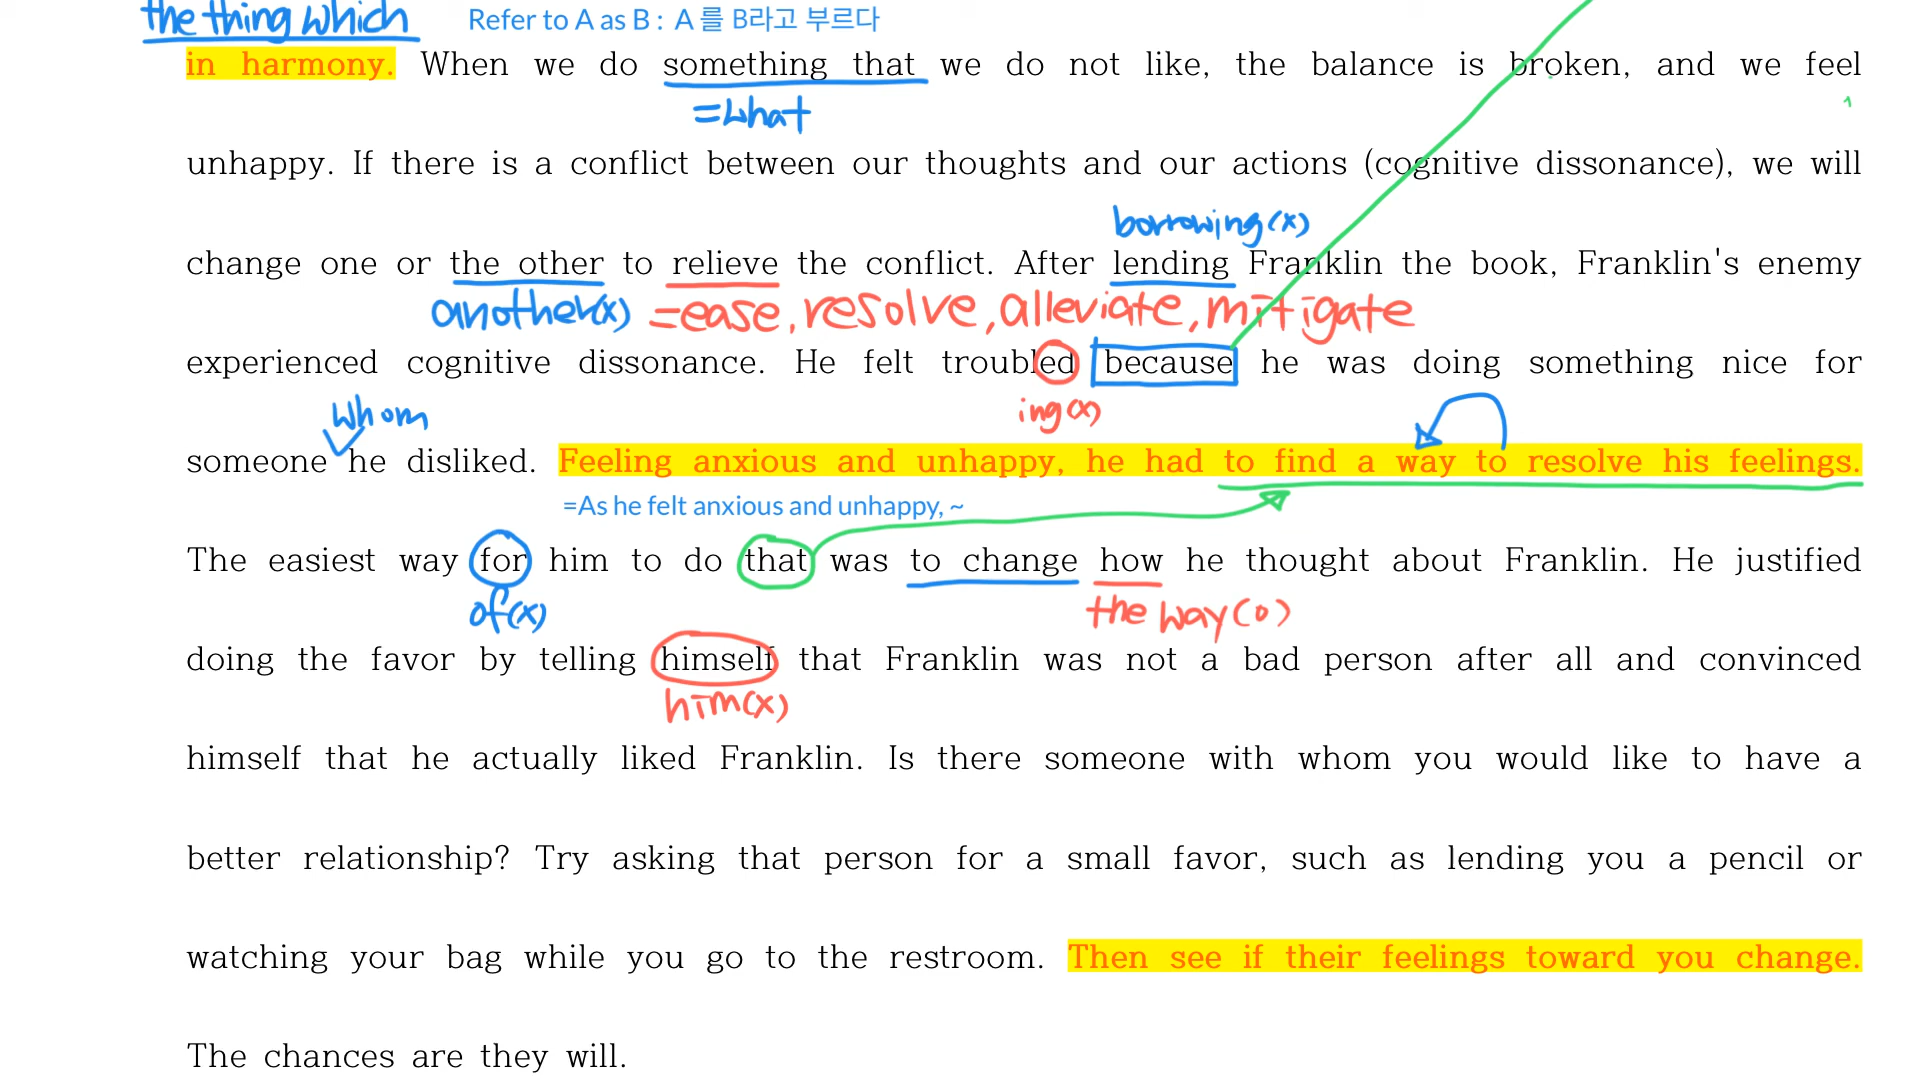 the thing which Refer to A as B : A 를 B라고 부르다
in harmony. When we do something that we do not like, the balance is broken, and we feel
=what
unhappy. If there is a conflict between our thoughts and our actions (cognitive dissonance), we will
borrowing(x)
change one or the other to relieve the conflict. After lending Franklin the book, Franklin's enemy
another(x) =ease, resolve, alleviate, mitigate
experienced cognitive dissonance. He felt troubled because he was doing something nice for
whom ing(x)
someone he disliked. Feeling anxious and unhappy, he had to find a way to resolve his feelings.
=As he felt anxious and unhappy, ~
The easiest way for him to do that was to change how he thought about Franklin. He justified
of(x) the way(o)
doing the favor by telling himself that Franklin was not a bad person after all and convinced
him(x)
himself that he actually liked Franklin. Is there someone with whom you would like to have a
better relationship? Try asking that person for a small favor, such as lending you a pencil or
watching your bag while you go to the restroom. Then see if their feelings toward you change.
The chances are they will.